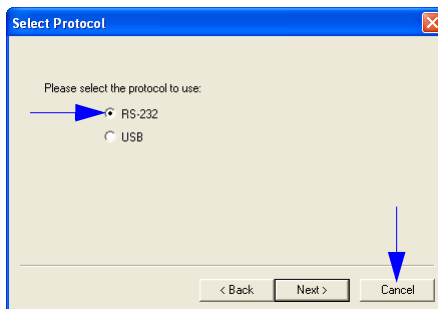 Select Protocol
Please select the protocol to use:
RS-232
USB
< Back Next > Cancel